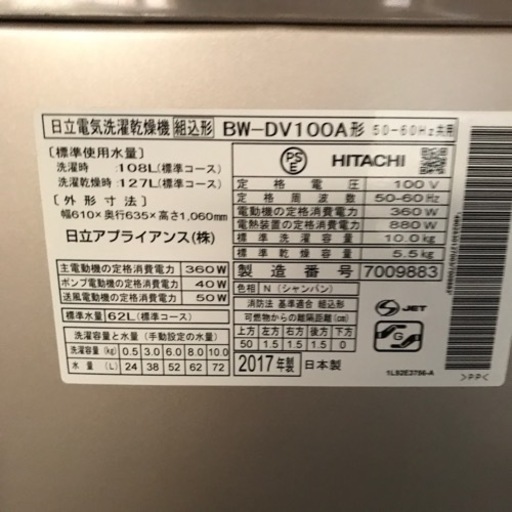 日立電気洗濯乾燥機 組込形 BW-DV100A形 50-60Hz共用
〔標準使用水量〕
洗濯時 :108L(標準コース)
洗濯乾燥時:127L(標準コース)
〔外形寸法〕
幅610×奥行635×高さ1,060mm
日立アプライアンス(株)
主電動機の定格消費電力 360W
ポンプ電動機の定格消費電力 40W
送風電動機の定格消費電力 50W
標準水量 62L(標準コース)
洗濯容量と水量 (手動設定の水量)
洗濯容量(kg) 0.5 3.0 6.0 8.0 10.0
水量(L) 24 38 52 62 72
PSE HITACHI
定格電圧 100V
定格周波数 50-60Hz
電動機の定格消費電力 360W
電熱装置の定格消費電力 880W
標準洗濯容量 10.0kg
標準乾燥容量 5.5kg
製造番号 7009883
色相 N (シャンパン)
消防法 基準適合 組込形
可燃物からの離隔距離(cm)
上方 左方 右方 後方 下方
50 1.5 1.5 1.5 0
2017年製 日本製
S JET
G
1L92E3756-A
>PP<